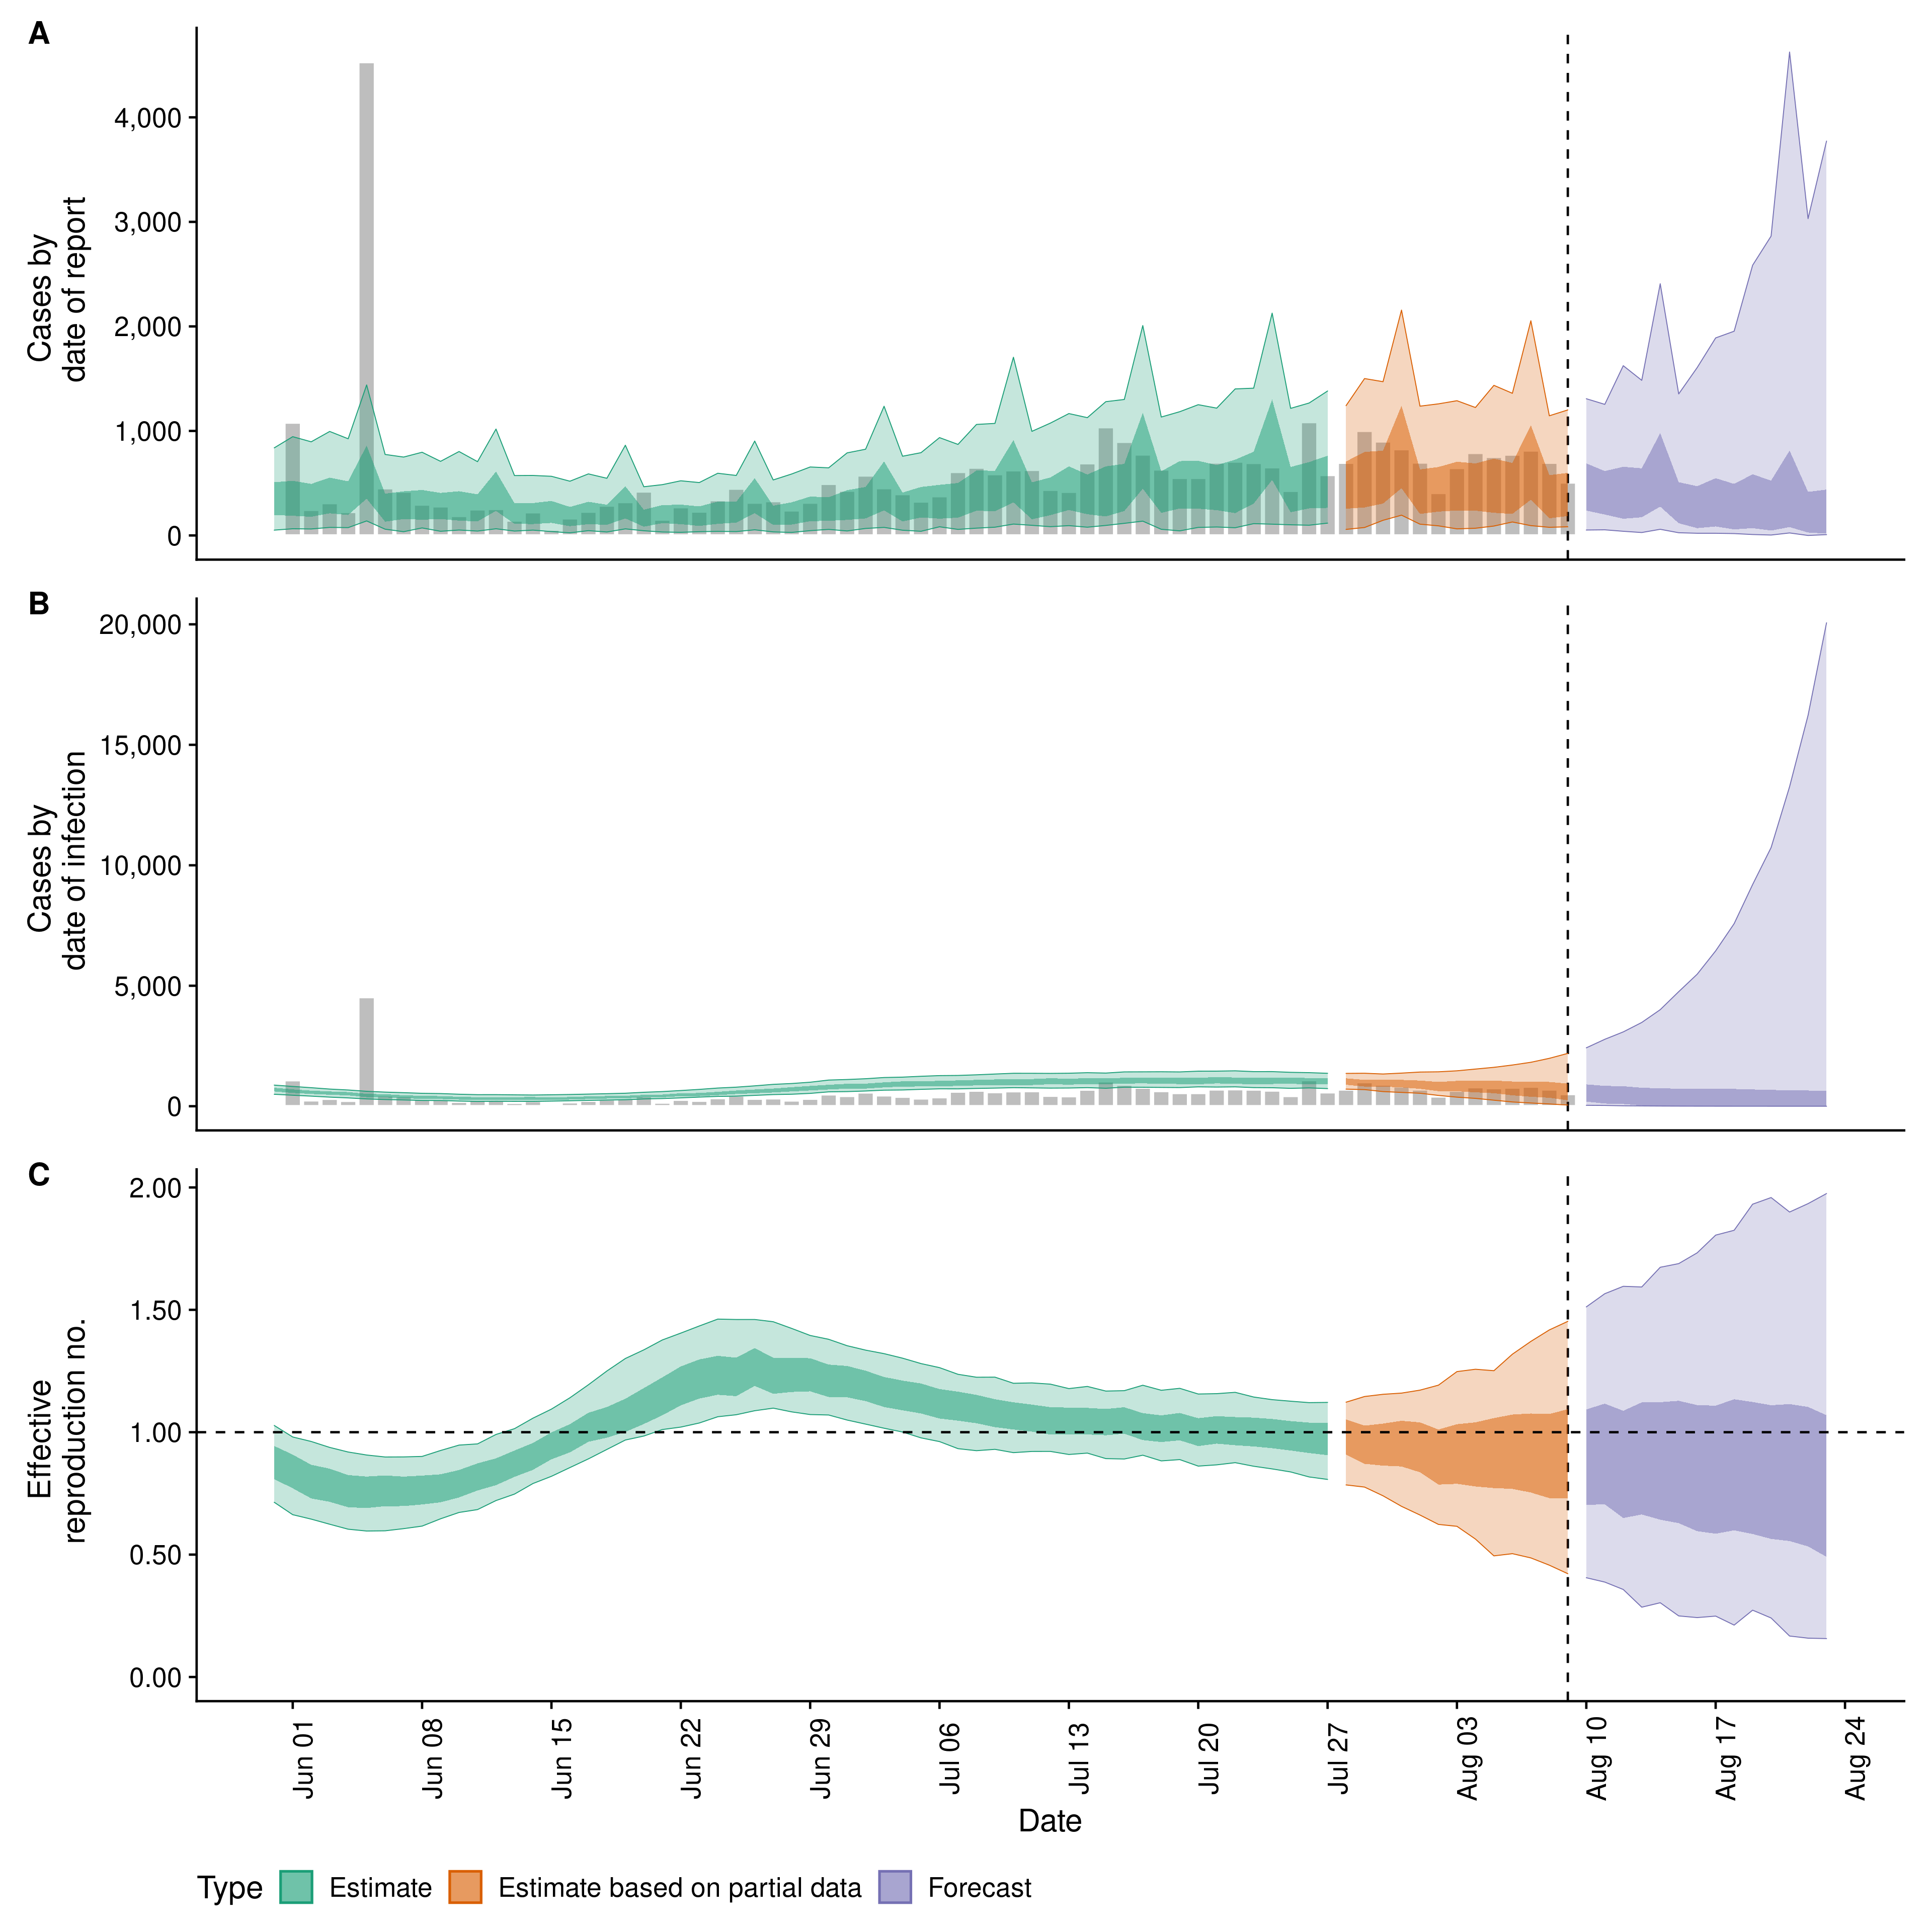 A
Cases by
date of report
4,000
3,000
2,000
1,000
0
B
Cases by
date of infection
20,000
15,000
10,000
5,000
0
C
Effective
reproduction no.
2.00
1.50
1.00
0.50
0.00
Jun 01
Jun 08
Jun 15
Jun 22
Jun 29
Jul 06
Jul 13
Jul 20
Jul 27
Aug 03
Aug 10
Aug 17
Aug 24
Date
Type Estimate Estimate based on partial data Forecast